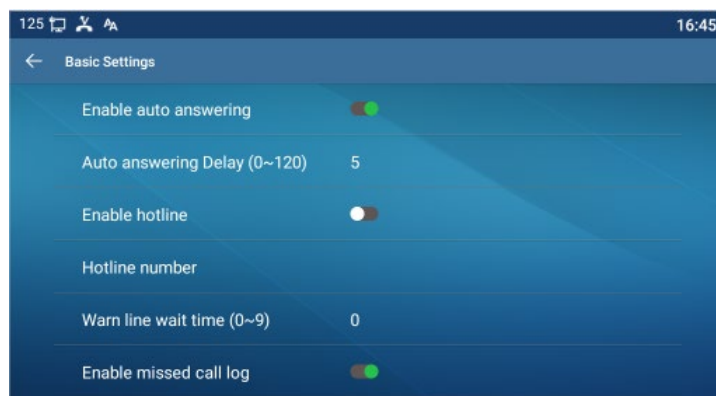 125 16:45
Basic Settings
Enable auto answering
Auto answering Delay (0~120) 5
Enable hotline
Hotline number
Warn line wait time (0~9) 0
Enable missed call log